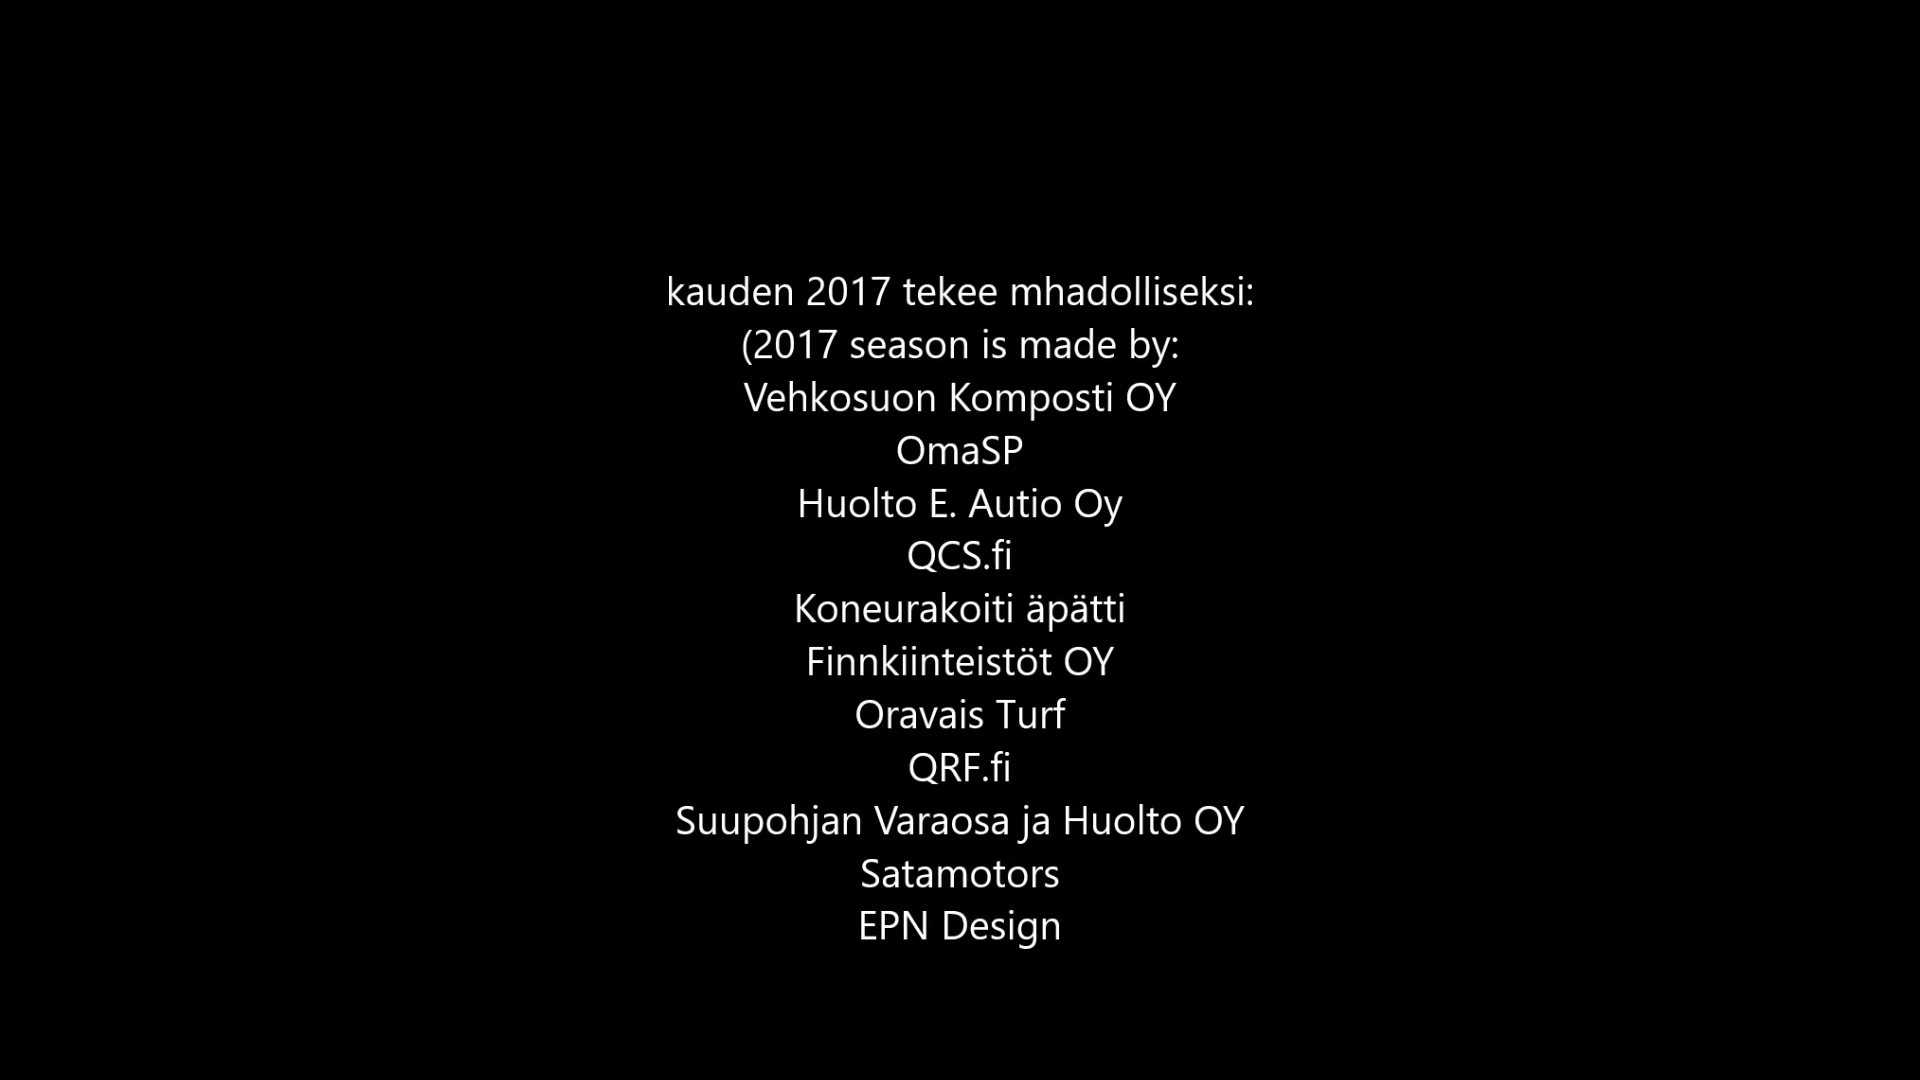 kauden 2017 tekee mhadolliseksi:
(2017 season is made by:
Vehkosuon Komposti OY
OmaSP
Huolto E. Autio Oy
QCS.fi
Koneurakoiti äpätti
Finnkiinteistöt OY
Oravais Turf
QRF.fi
Suupohjan Varaosa ja Huolto OY
Satamotors
EPN Design